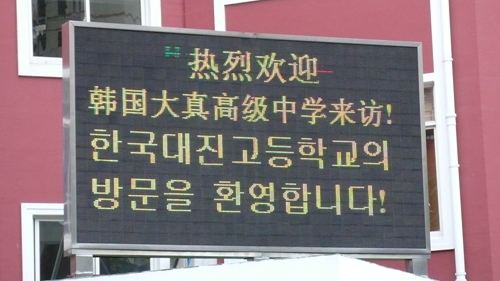 热烈欢迎
韩国大真高级中学来访!
한국대진고등학교의
방문을 환영합니다!